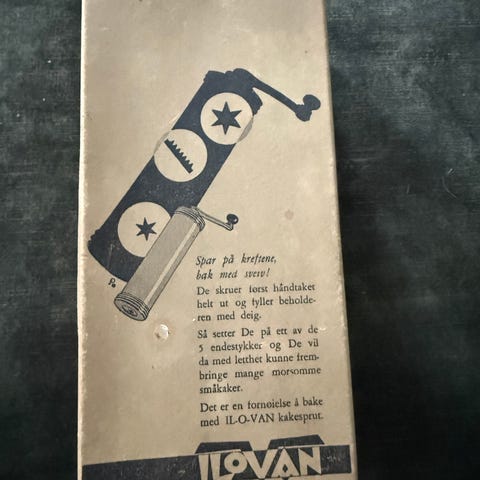 Spar på kreftene,
bak med sveiv!
De skruer først håndtaket
helt ut og fyller beholde-
ren med deig.
Så setter De på ett av de
5 endestykker og De vil
da med letthet kunne frem-
bringe mange morsomme
småkaker.
Det er en fornøielse å bake
med IL-O-VAN kakesprut.
ILOVAN